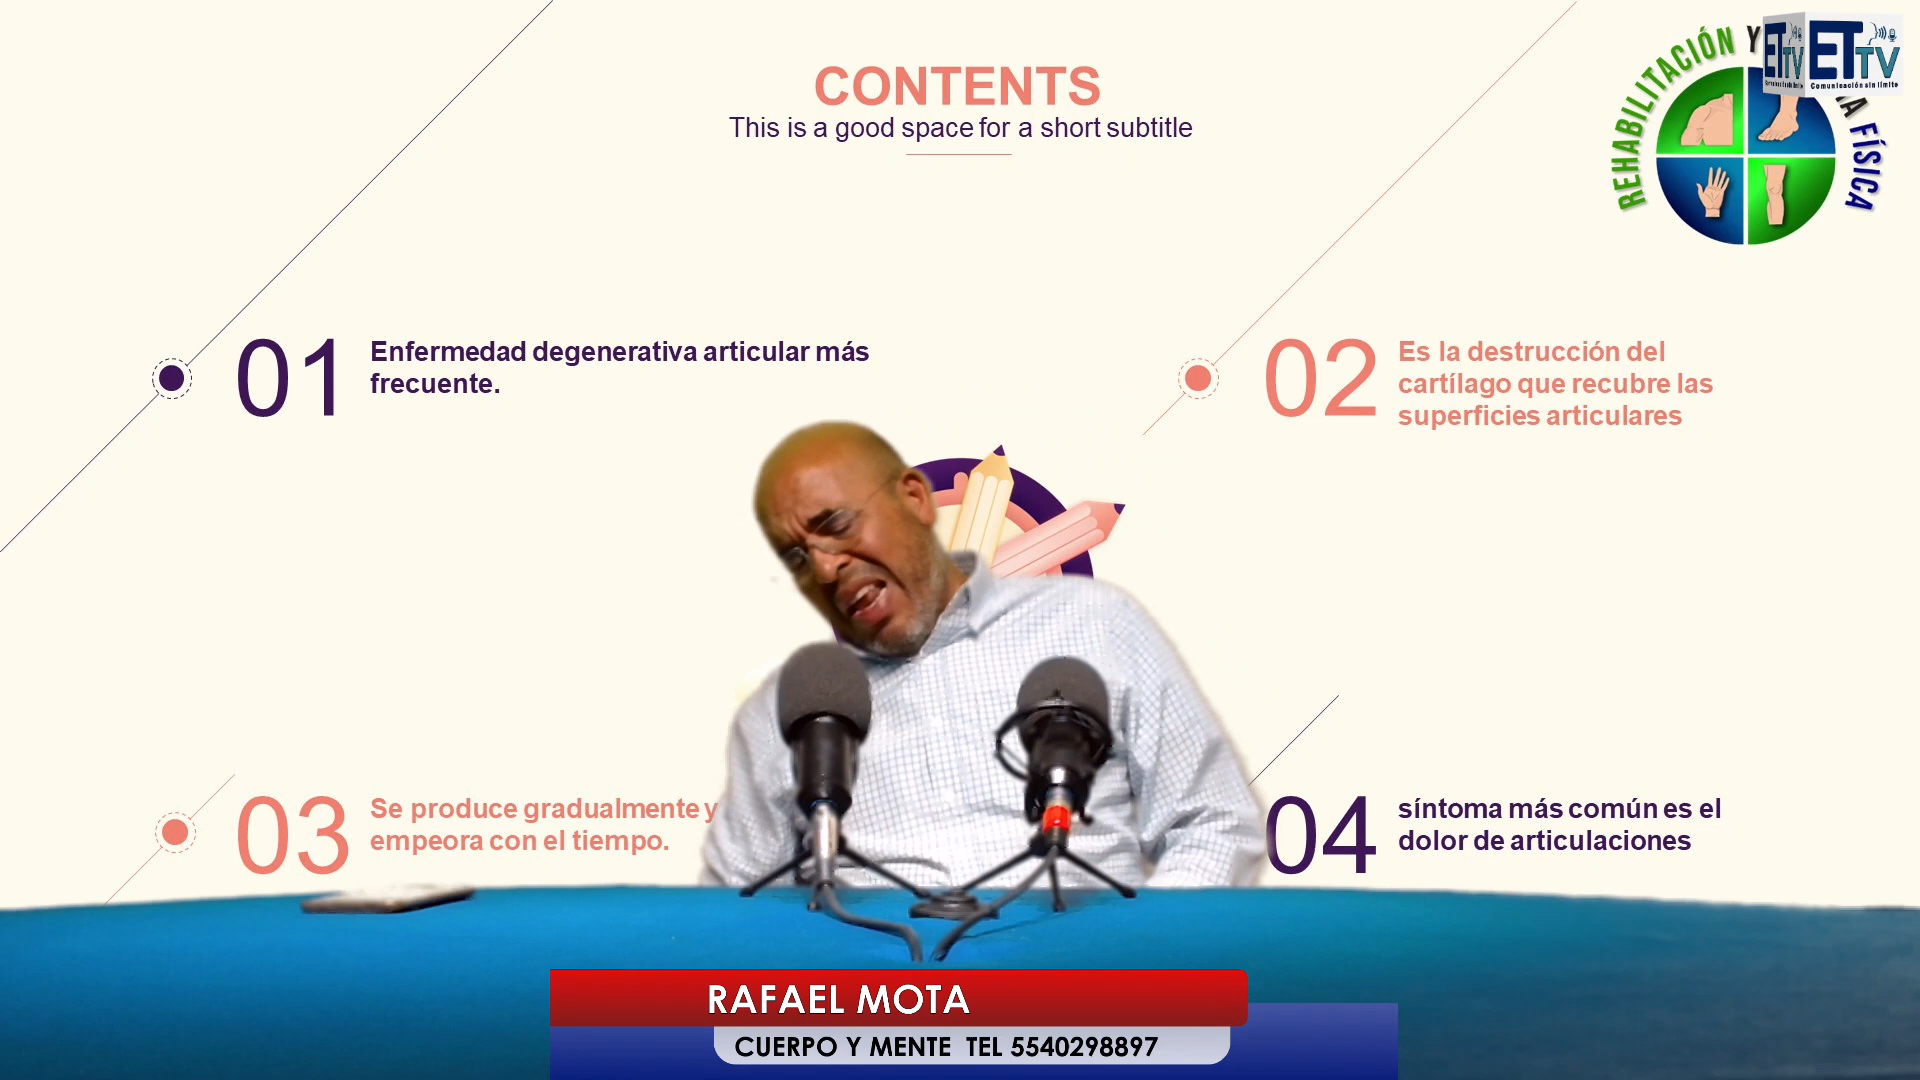 CONTENTS
This is a good space for a short subtitle
REHABILITACIÓN Y
FÍSICA
ET TV
Comunicación sin límite
ET TV
01
Enfermedad degenerativa articular más
frecuente.
02
Es la destrucción del
cartílago que recubre las
superficies articulares
03
Se produce gradualmente y
empeora con el tiempo.
04
síntoma más común es el
dolor de articulaciones
RAFAEL MOTA
CUERPO Y MENTE TEL 5540298897